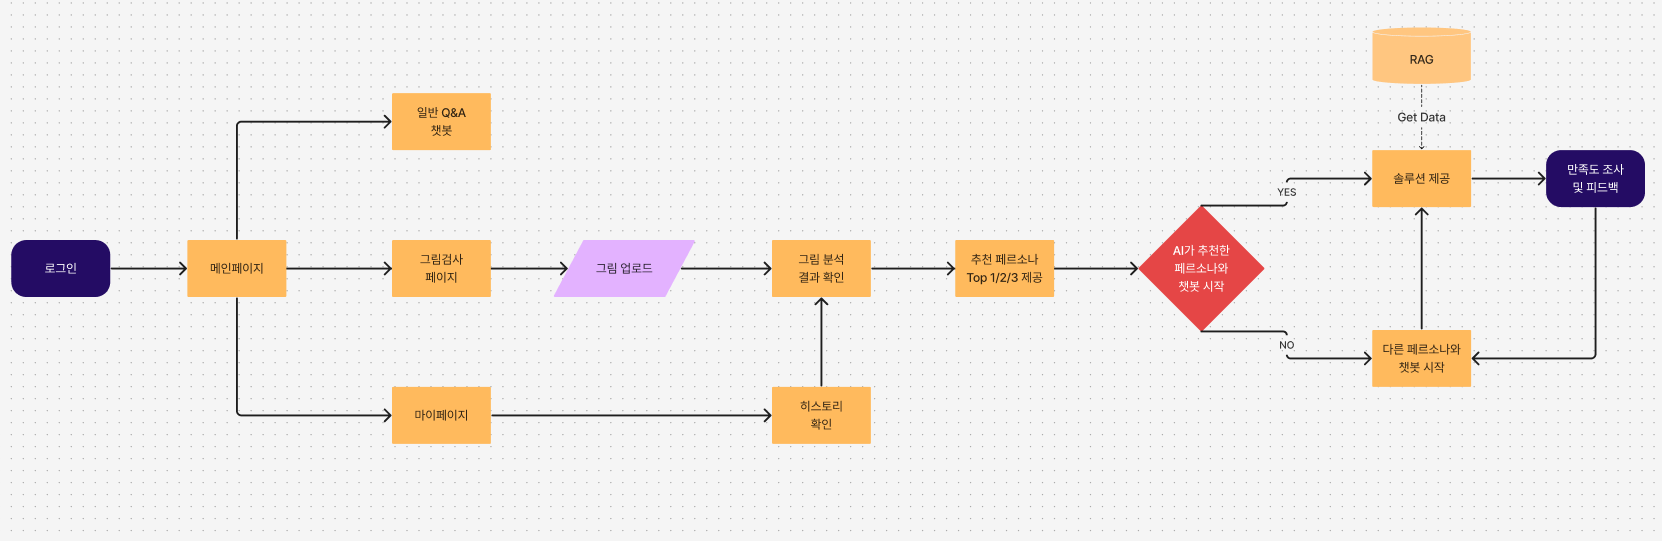 로그인
메인페이지
일반 Q&A
챗봇
그림검사
페이지
마이페이지
그림 업로드
그림 분석
결과 확인
히스토리
확인
추천 페르소나
Top 1/2/3 제공
AI가 추천한
페르소나와
챗봇 시작
YES
NO
RAG
Get Data
솔루션 제공
다른 페르소나와
챗봇 시작
만족도 조사
및 피드백